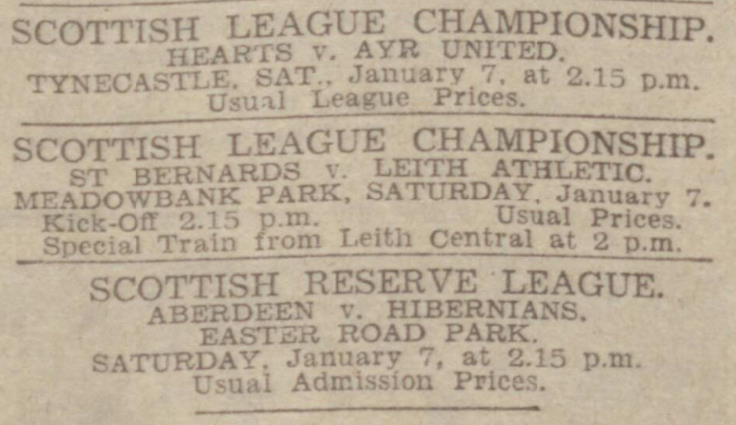 SCOTTISH LEAGUE CHAMPIONSHIP.
HEARTS v. AYR UNITED.
TYNECASTLE, SAT., January 7, at 2.15 p.m.
Usual League Prices.
SCOTTISH LEAGUE CHAMPIONSHIP.
ST BERNARDS v. LEITH ATHLETIC.
MEADOWBANK PARK, SATURDAY, January 7.
Kick-Off 2.15 p.m. Usual Prices.
Special Train from Leith Central at 2 p.m.
SCOTTISH RESERVE LEAGUE.
ABERDEEN v. HIBERNIANS.
EASTER ROAD PARK.
SATURDAY, January 7, at 2.15 p.m.
Usual Admission Prices.